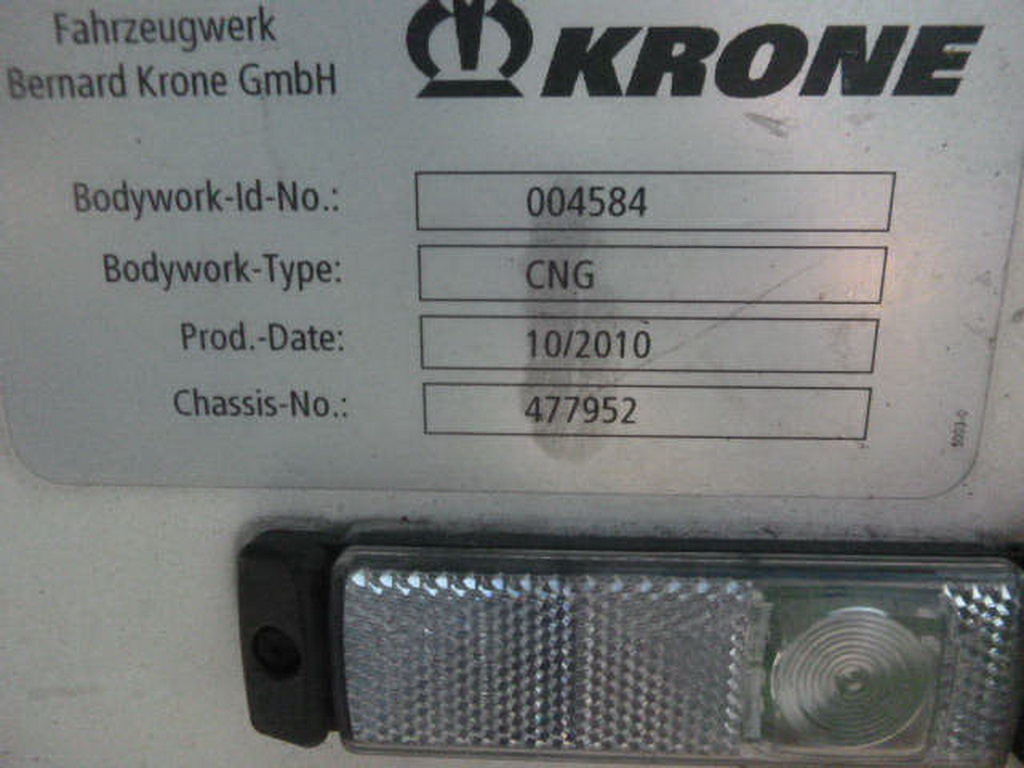 Fahrzeugwerk
Bernard Krone GmbH
KRONE
Bodywork-Id-No.: 004584
Bodywork-Type: CNG
Prod.-Date: 10/2010
Chassis-No.: 477952